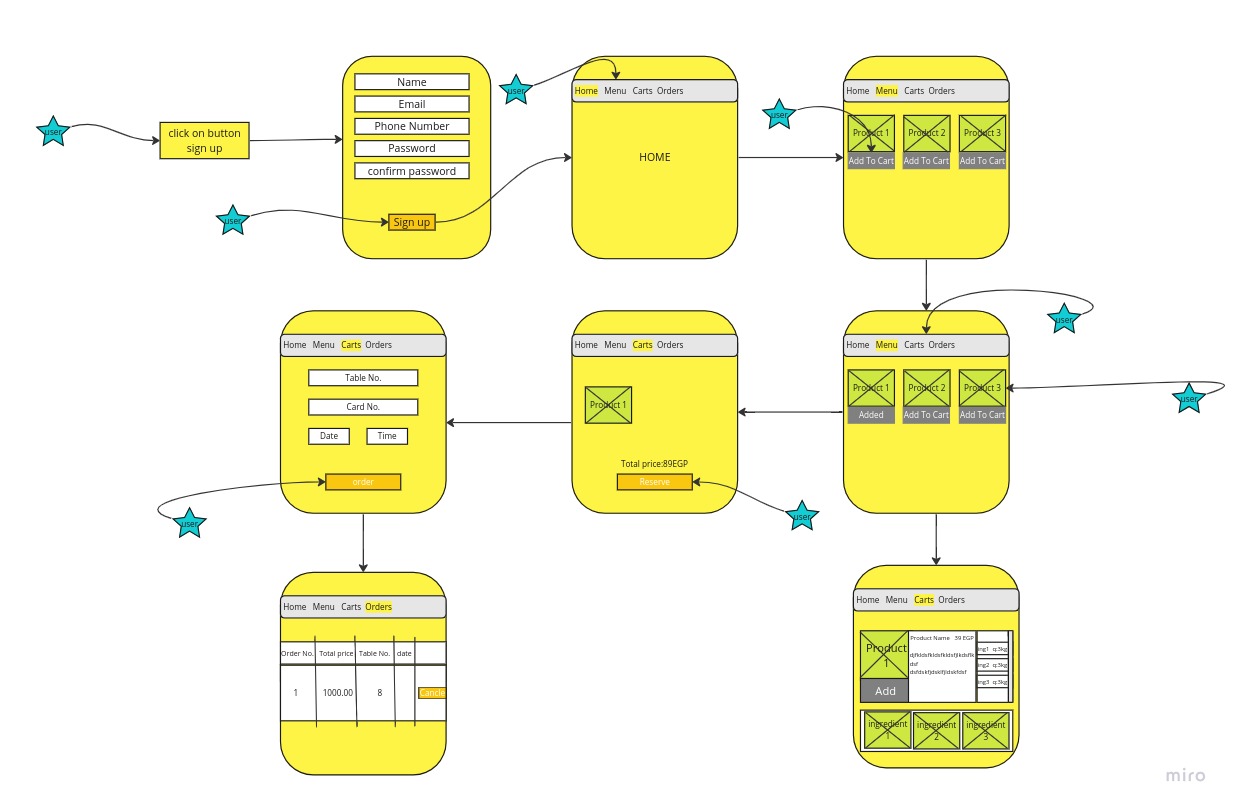 user
click on button
sign up
Name
Email
Phone Number
Password
confirm password
user
Sign up
user
Home Menu Carts Orders
HOME
user
Home Menu Carts Orders
Product 1 Product 2 Product 3
Add To Cart Add To Cart Add To Cart
Home Menu Carts Orders
Table No.
Card No.
Date Time
order
user
Home Menu Carts Orders
Product 1
Total price:89EGP
Reserve
user
Home Menu Carts Orders
Product 1 Product 2 Product 3
Added Add To Cart Add To Cart
user
user
Home Menu Carts Orders
Order No. Total price Table No. date
1 1000.00 8 Cancle
Home Menu Carts Orders
Product
1
Add
Product Name 39 EGP
djfkldsfkldsfkldsfjlkdsflk
dsf
dsfdskfjdsklfjldskfdsf
ing1 q:3kg
ing2 q:3kg
ing3 q:3kg
ingredient
1
ingredient
2
ingredient
3
miro